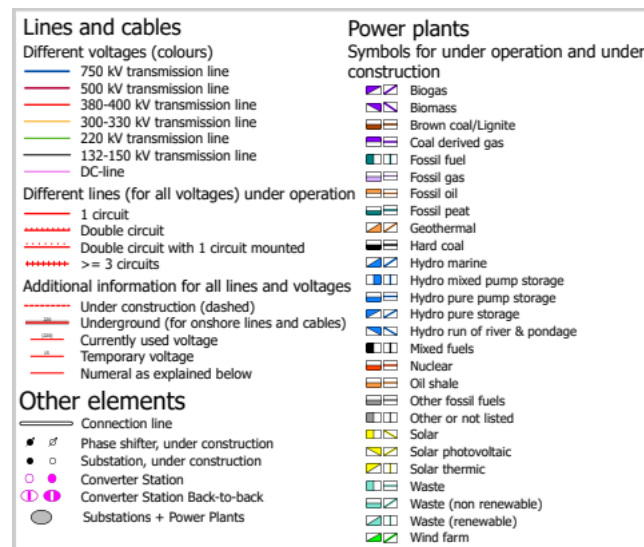 Lines and cables
Different voltages (colours)
750 kV transmission line
500 kV transmission line
380-400 kV transmission line
300-330 kV transmission line
220 kV transmission line
132-150 kV transmission line
DC-line
Different lines (for all voltages) under operation
1 circuit
Double circuit
Double circuit with 1 circuit mounted
>= 3 circuits
Additional information for all lines and voltages
Under construction (dashed)
Underground (for onshore lines and cables)
Currently used voltage
Temporary voltage
Numeral as explained below
Other elements
Connection line
Phase shifter, under construction
Substation, under construction
Converter Station
Converter Station Back-to-back
Substations + Power Plants
Power plants
Symbols for under operation and under
construction
Biogas
Biomass
Brown coal/Lignite
Coal derived gas
Fossil fuel
Fossil gas
Fossil oil
Fossil peat
Geothermal
Hard coal
Hydro marine
Hydro mixed pump storage
Hydro pure pump storage
Hydro pure storage
Hydro run of river & pondage
Mixed fuels
Nuclear
Oil shale
Other fossil fuels
Other or not listed
Solar
Solar photovoltaic
Solar thermic
Waste
Waste (non renewable)
Waste (renewable)
Wind farm